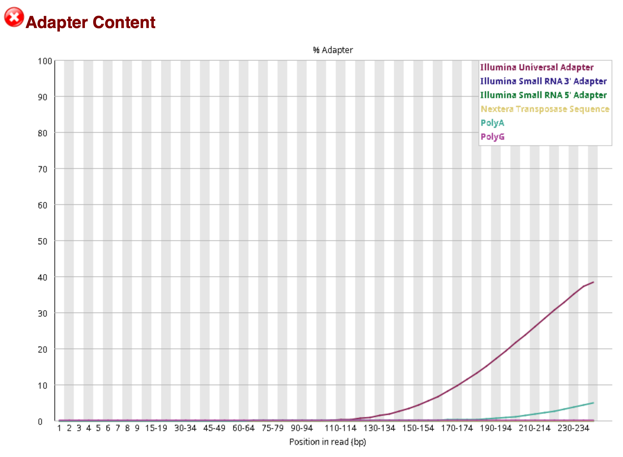 Adapter Content
% Adapter
Illumina Universal Adapter
Illumina Small RNA 3' Adapter
Illumina Small RNA 5' Adapter
Nextera Transposase Sequence
PolyA
PolyG
100
90
80
70
60
50
40
30
20
10
0
1 2 3 4 5 6 7 8 9 15-19 30-34 45-49 60-64 75-79 90-94 110-114 130-134 150-154 170-174 190-194 210-214 230-234
Position in read (bp)